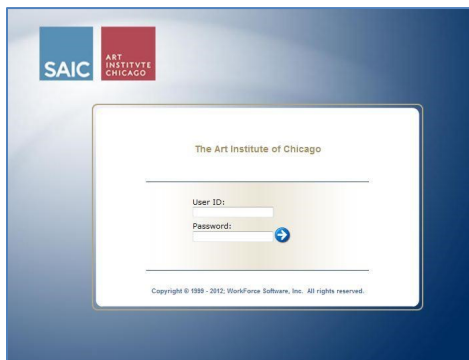 SAIC
ART
INSTITVTE
CHICAGO
The Art Institute of Chicago
User ID:
Password:
Copyright © 1999 - 2012; WorkForce Software, Inc. All rights reserved.